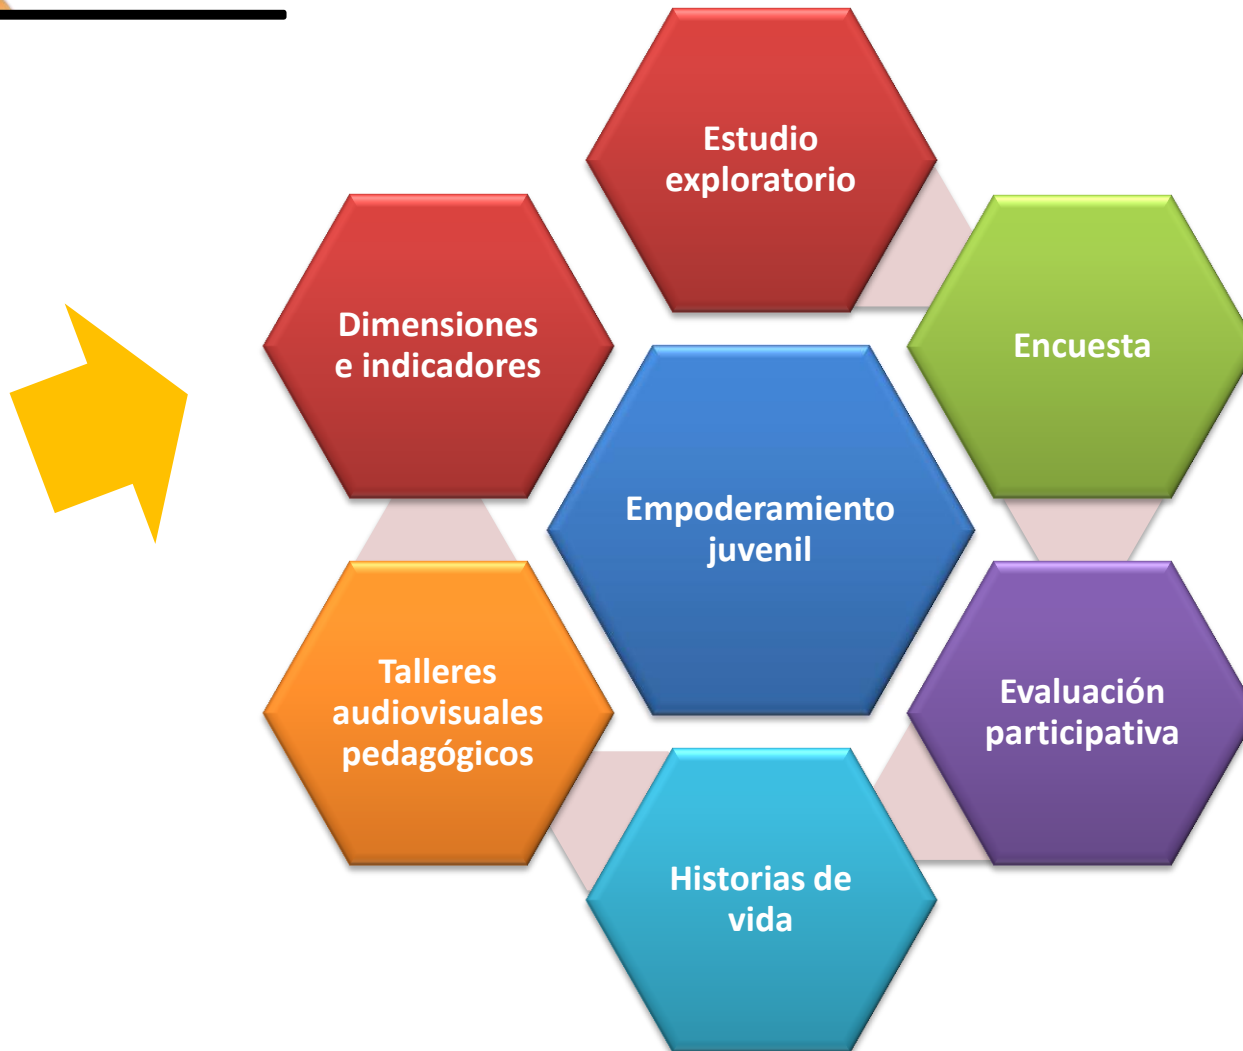 Estudio
exploratorio
Dimensiones
e indicadores
Encuesta
Empoderamiento
juvenil
Talleres
audiovisuales
pedagógicos
Evaluación
participativa
Historias de
vida